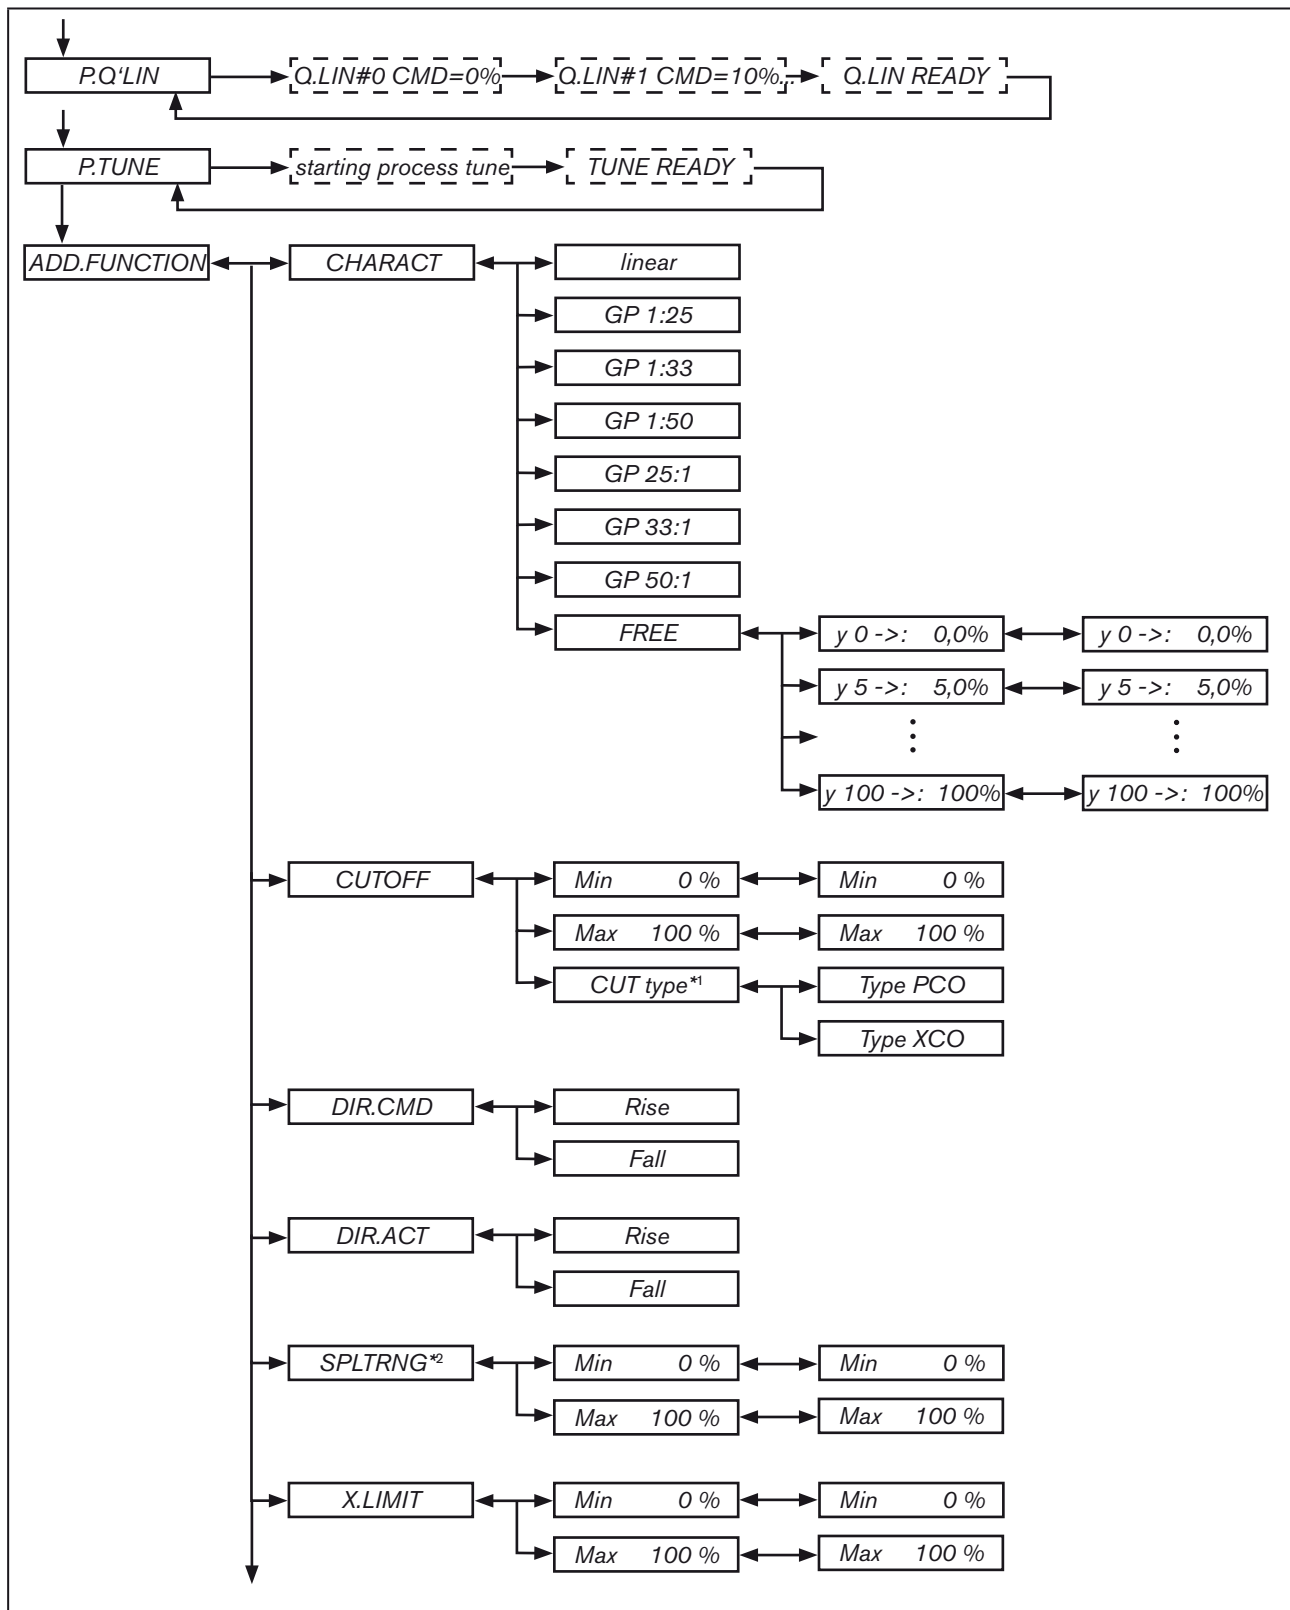 P.Q'LIN Q.LIN#0 CMD=0% Q.LIN#1 CMD=10%... Q.LIN READY
P.TUNE starting process tune TUNE READY
ADD.FUNCTION CHARACT linear
GP 1:25
GP 1:33
GP 1:50
GP 25:1
GP 33:1
GP 50:1
FREE y 0 ->: 0,0% y 0 ->: 0,0%
y 5 ->: 5,0% y 5 ->: 5,0%
y 100 ->: 100% y 100 ->: 100%
CUTOFF Min 0 % Min 0 %
Max 100 % Max 100 %
CUT type*1 Type PCO
Type XCO
DIR.CMD Rise
Fall
DIR.ACT Rise
Fall
SPLTRNG*2 Min 0 % Min 0 %
Max 100 % Max 100 %
X.LIMIT Min 0 % Min 0 %
Max 100 % Max 100 %